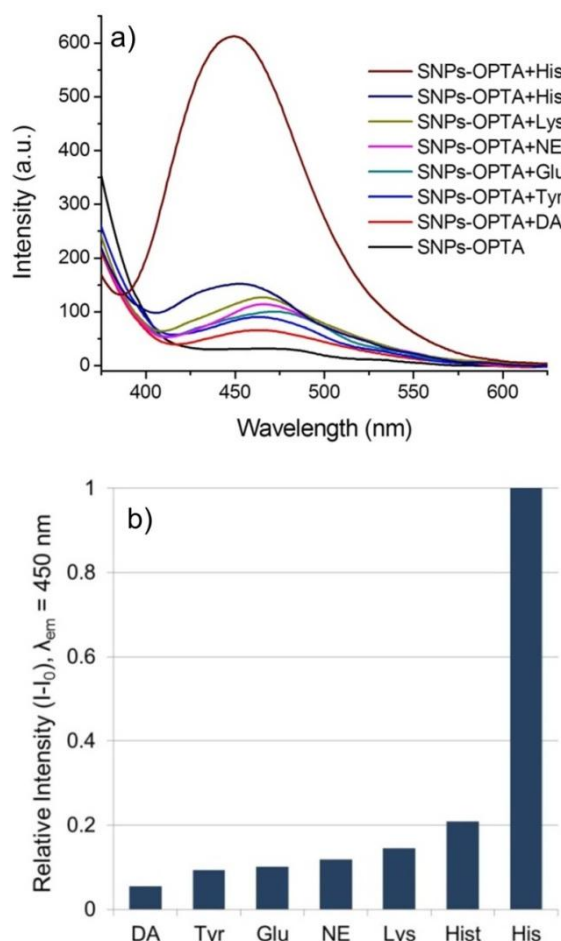 a)
600
500
400
300
200
100
0
Intensity (a.u.)
SNPs-OPTA+His
SNPs-OPTA+His
SNPs-OPTA+Lys
SNPs-OPTA+NE
SNPs-OPTA+Glu
SNPs-OPTA+Tyr
SNPs-OPTA+DA
SNPs-OPTA
400 450 500 550 600
Wavelength (nm)
b)
1
0.8
0.6
0.4
0.2
0
Relative Intensity (I-I₀), λem = 450 nm
DA Tyr Glu NE Lys Hist His